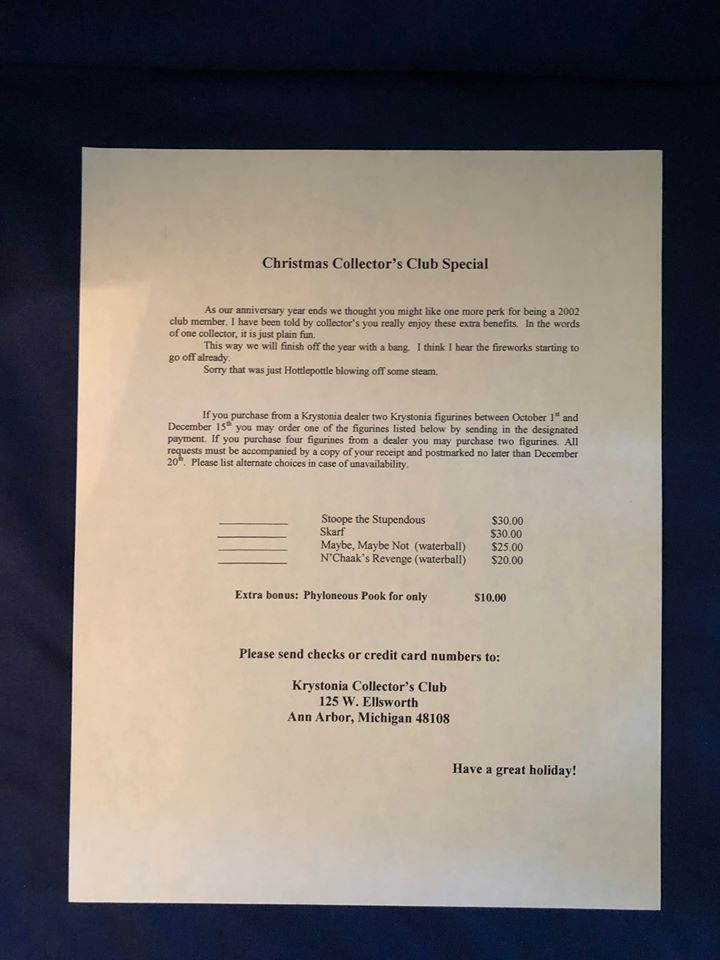 Christmas Collector's Club Special
As our anniversary year ends we thought you might like one more perk for being a 2002
club member. I have been told by collector's you really enjoy these extra benefits. In the words
of one collector, it is just plain fun.
This way we will finish off the year with a bang. I think I hear the fireworks starting to
go off already.
Sorry that was just Hottlepottle blowing off some steam.
If you purchase from a Krystonia dealer two Krystonia figurines between October 1st and
December 15th you may order one of the figurines listed below by sending in the designated
payment. If you purchase four figurines from a dealer you may purchase two figurines. All
requests must be accompanied by a copy of your receipt and postmarked no later than December
20th. Please list alternate choices in case of unavailability.
Stoope the Stupendous $30.00
Skarf $30.00
Maybe, Maybe Not (waterball) $25.00
N'Chaak's Revenge (waterball) $20.00
Extra bonus: Phyloneous Pook for only $10.00
Please send checks or credit card numbers to:
Krystonia Collector's Club
125 W. Ellsworth
Ann Arbor, Michigan 48108
Have a great holiday!